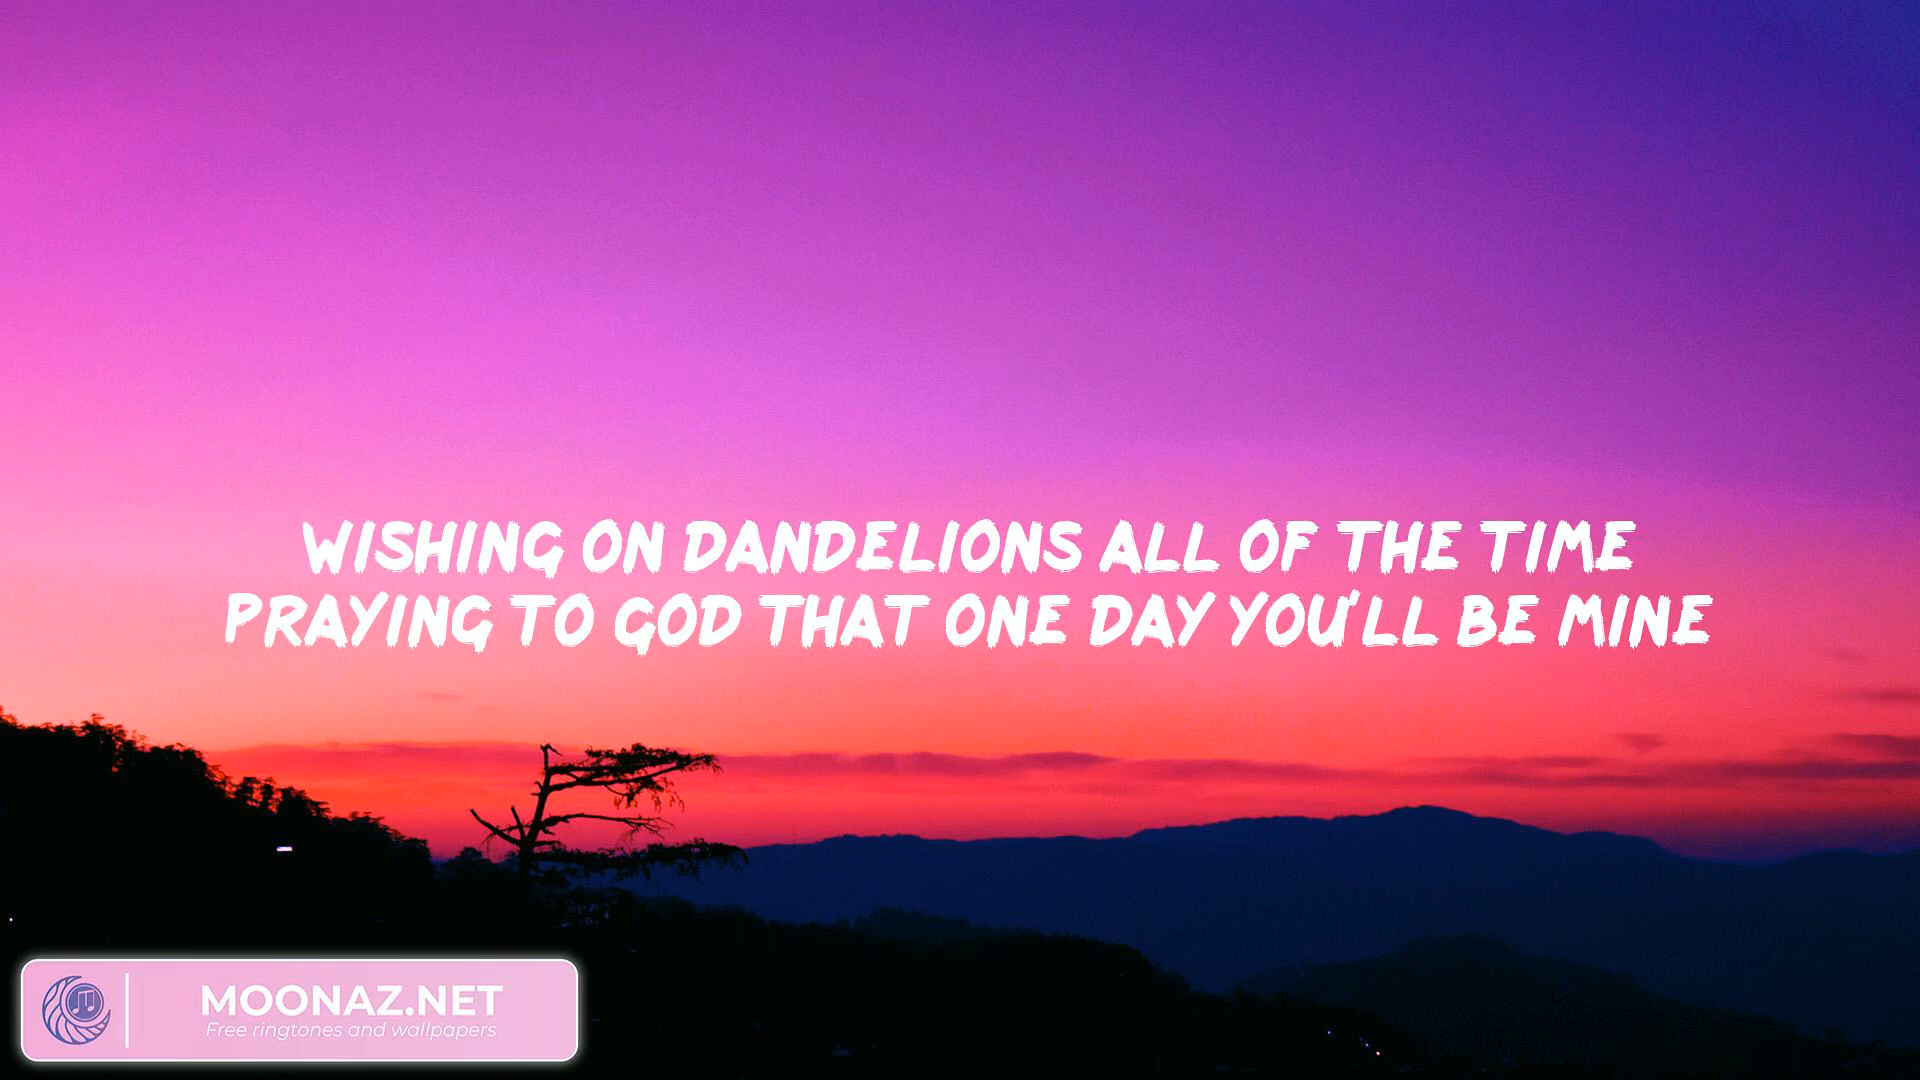 WISHING ON DANDELIONS ALL OF THE TIME
PRAYING TO GOD THAT ONE DAY YOU'LL BE MINE
MOONAZ.NET
Free ringtones and wallpapers